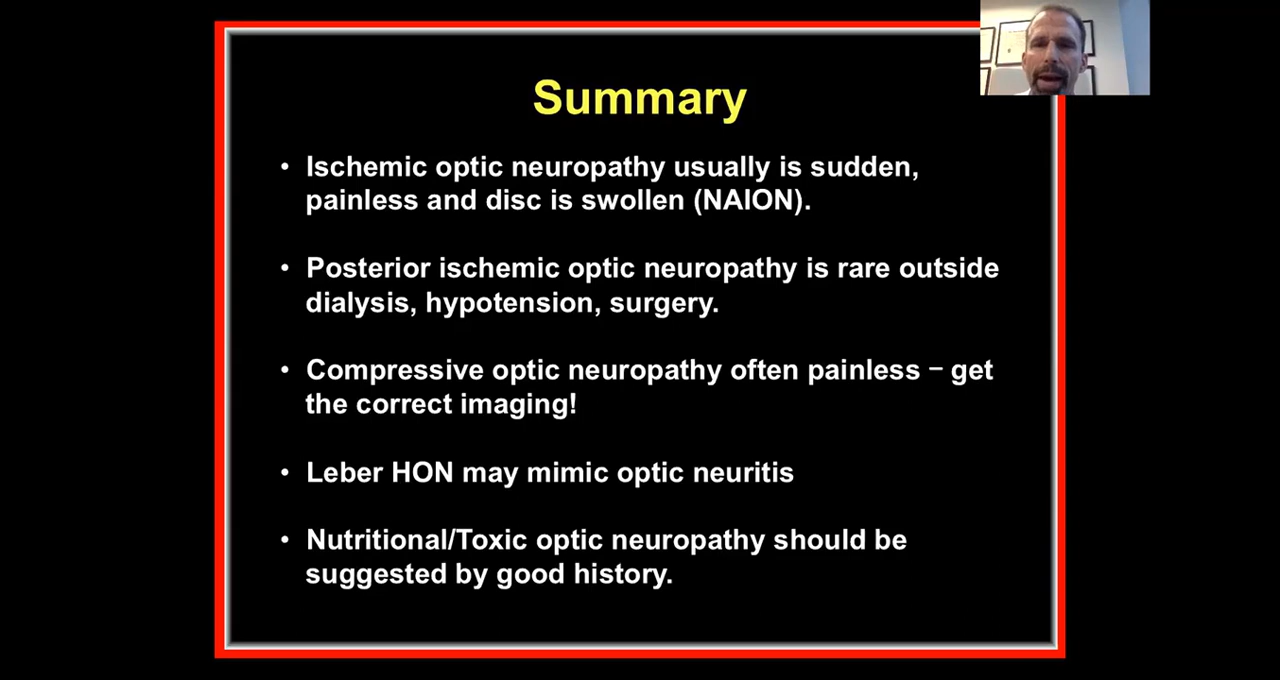 Summary
• Ischemic optic neuropathy usually is sudden,
painless and disc is swollen (NAION).
• Posterior ischemic optic neuropathy is rare outside
dialysis, hypotension, surgery.
• Compressive optic neuropathy often painless – get
the correct imaging!
• Leber HON may mimic optic neuritis
• Nutritional/Toxic optic neuropathy should be
suggested by good history.